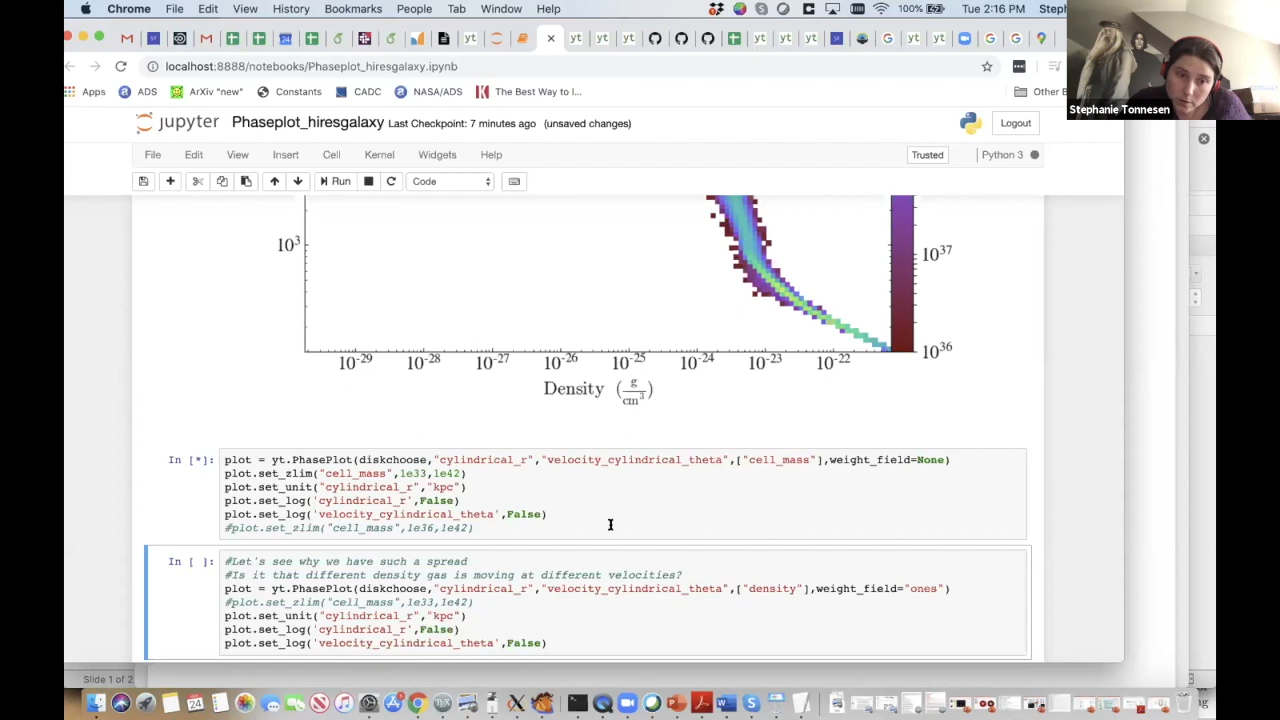 Chrome File Edit View History Bookmarks People Tab Window Help 100% Tue 2:16 PM Steph
localhost:8888/notebooks/Phaseplot_hiresgalaxy.ipynb
Apps ADS ArXiv "new" Constants CADC NASA/ADS The Best Way to I... Other B
Stephanie Tonnesen
jupyter Phaseplot_hiresgalaxy Last Checkpoint: 7 minutes ago (unsaved changes) Logout
File Edit View Insert Cell Kernel Widgets Help Trusted Python 3
Run Code
10³
10³⁷
10³⁶
10⁻²⁹ 10⁻²⁸ 10⁻²⁷ 10⁻²⁶ 10⁻²⁵ 10⁻²⁴ 10⁻²³ 10⁻²²
Density (g/cm³)
In [*]: plot = yt.PhasePlot(diskchoose,"cylindrical_r","velocity_cylindrical_theta",["cell_mass"],weight_field=None)
plot.set_zlim("cell_mass",1e33,1e42)
plot.set_unit("cylindrical_r","kpc")
plot.set_log('cylindrical_r',False)
plot.set_log('velocity_cylindrical_theta',False)
#plot.set_zlim("cell_mass",1e36,1e42)
In [ ]: #Let's see why we have such a spread
#Is it that different density gas is moving at different velocities?
plot = yt.PhasePlot(diskchoose,"cylindrical_r","velocity_cylindrical_theta",["density"],weight_field="ones")
#plot.set_zlim("cell_mass",1e33,1e42)
plot.set_unit("cylindrical_r","kpc")
plot.set_log('cylindrical_r',False)
plot.set_log('velocity_cylindrical_theta',False)
Slide 1 of 2